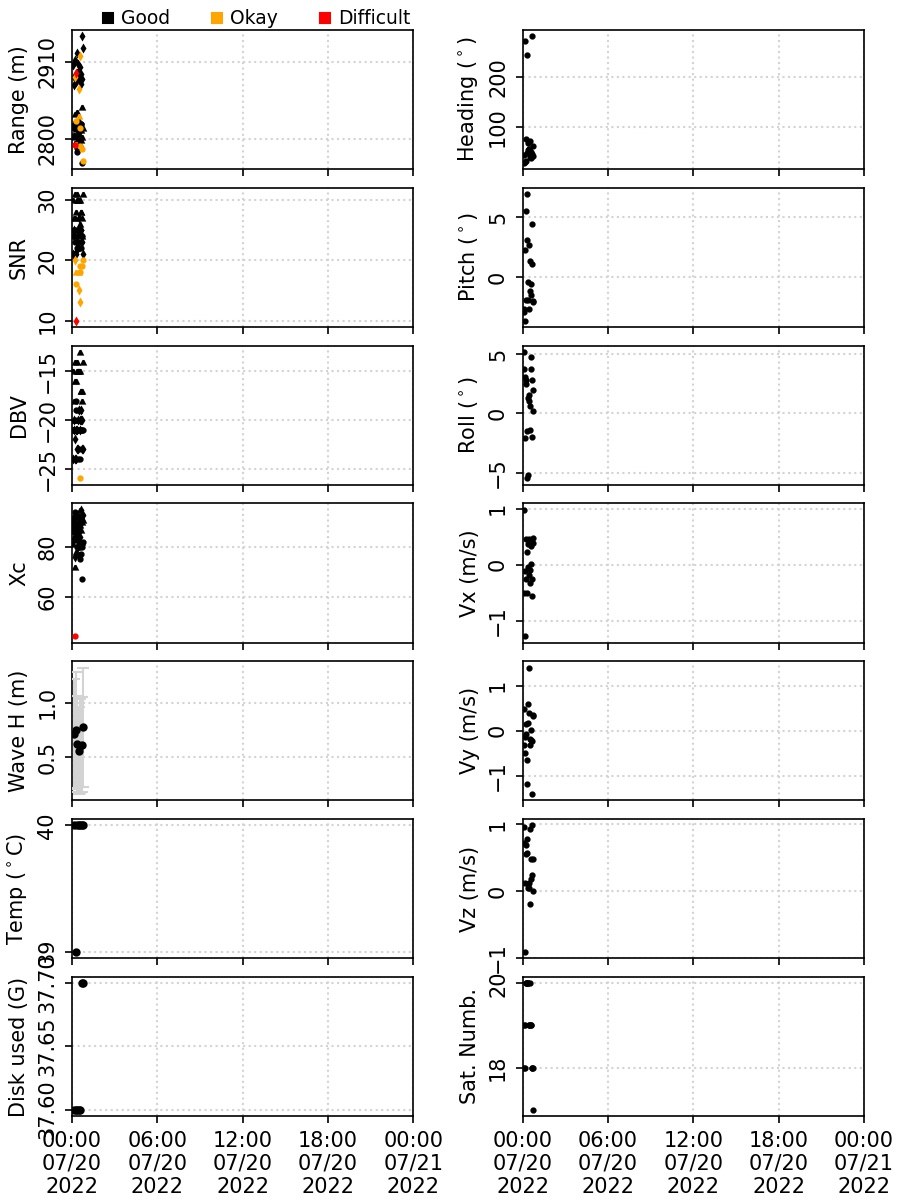 Good Okay Difficult
Range (m)
2910
2800
Heading (°)
200
100
SNR
30
20
10
Pitch (°)
5
0
DBV
−15
−20
−25
Roll (°)
5
0
−5
Xc
80
60
Vx (m/s)
1
0
−1
Wave H (m)
1.0
0.5
Vy (m/s)
1
0
−1
Temp (°C)
40
39
Vz (m/s)
1
0
−1
Disk used (G)
37.70
37.65
37.60
Sat. Numb.
20
18
00:00 06:00 12:00 18:00 00:00
07/20 07/20 07/20 07/20 07/21
2022 2022 2022 2022 2022
00:00 06:00 12:00 18:00 00:00
07/20 07/20 07/20 07/20 07/21
2022 2022 2022 2022 2022